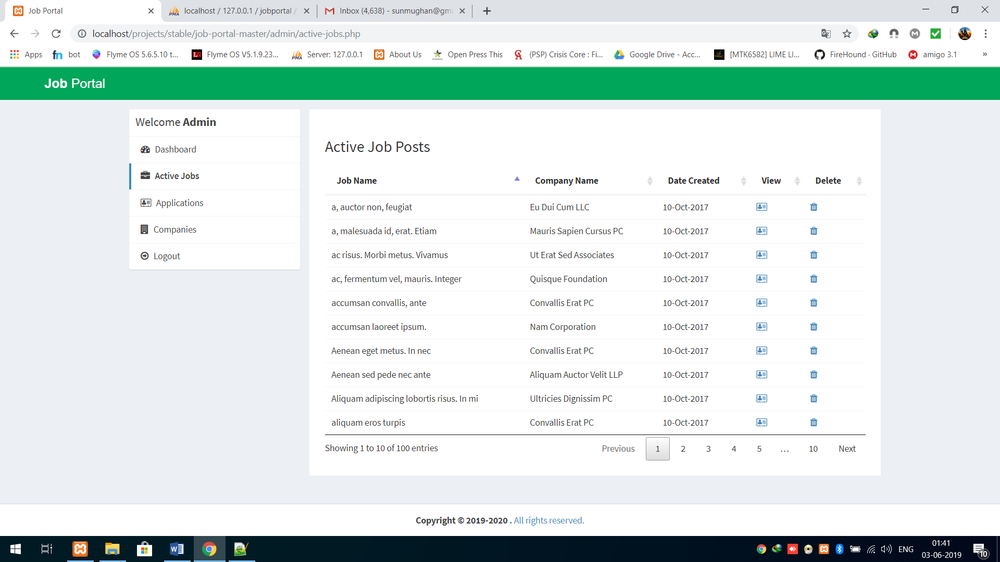 Job Portal
localhost / 127.0.0.1 / jobportal /
Inbox (4,638) - sunmughan@gma
localhost/projects/stable/job-portal-master/admin/active-jobs.php
Apps
bot
Flyme OS 5.6.5.10 t...
Flyme OS V5.1.9.23...
Server: 127.0.0.1
About Us
Open Press This
(PSP) Crisis Core : Fi...
Google Drive - Acc...
[MTK6582] LIME LI...
FireHound · GitHub
amigo 3.1
»
Job Portal
Welcome Admin
Dashboard
Active Jobs
Applications
Companies
Logout
Active Job Posts
Job Name Company Name Date Created View Delete
a, auctor non, feugiat Eu Dui Cum LLC 10-Oct-2017
a, malesuada id, erat. Etiam Mauris Sapien Cursus PC 10-Oct-2017
ac risus. Morbi metus. Vivamus Ut Erat Sed Associates 10-Oct-2017
ac, fermentum vel, mauris. Integer Quisque Foundation 10-Oct-2017
accumsan convallis, ante Convallis Erat PC 10-Oct-2017
accumsan laoreet ipsum. Nam Corporation 10-Oct-2017
Aenean eget metus. In nec Convallis Erat PC 10-Oct-2017
Aenean sed pede nec ante Aliquam Auctor Velit LLP 10-Oct-2017
Aliquam adipiscing lobortis risus. In mi Ultricies Dignissim PC 10-Oct-2017
aliquam eros turpis Convallis Erat PC 10-Oct-2017
Showing 1 to 10 of 100 entries
Previous 1 2 3 4 5 … 10 Next
Copyright © 2019-2020 . All rights reserved.
ENG
01:41
03-06-2019
10